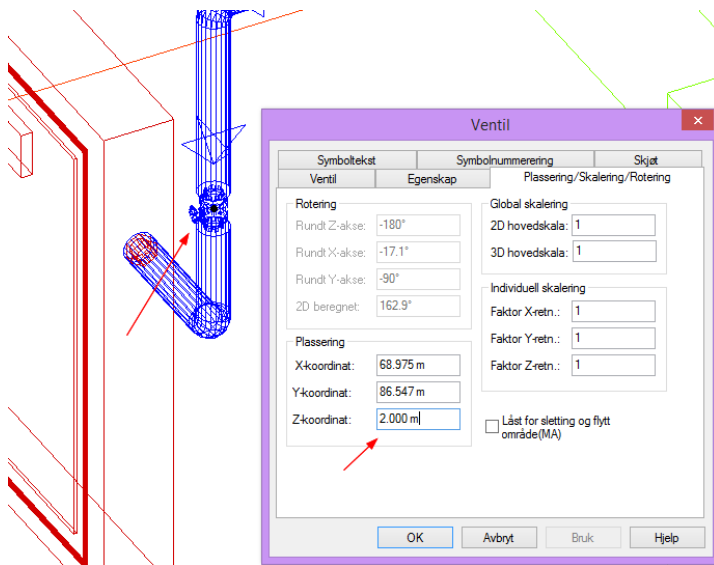 Ventil
Symboltekst Symbolnummerering Skjøt
Ventil Egenskap Plassering/Skalering/Rotering
Rotering
Rundt Z-akse: -180°
Rundt X-akse: -17.1°
Rundt Y-akse: -90°
2D beregnet: 162.9°
Plassering
X-koordinat: 68.975 m
Y-koordinat: 86.547 m
Z-koordinat: 2.000 m
Global skalering
2D hovedskala: 1
3D hovedskala: 1
Individuell skalering
Faktor X-retn.: 1
Faktor Y-retn.: 1
Faktor Z-retn.: 1
Låst for sletting og flytt
område(MA)
OK Avbryt Bruk Hjelp